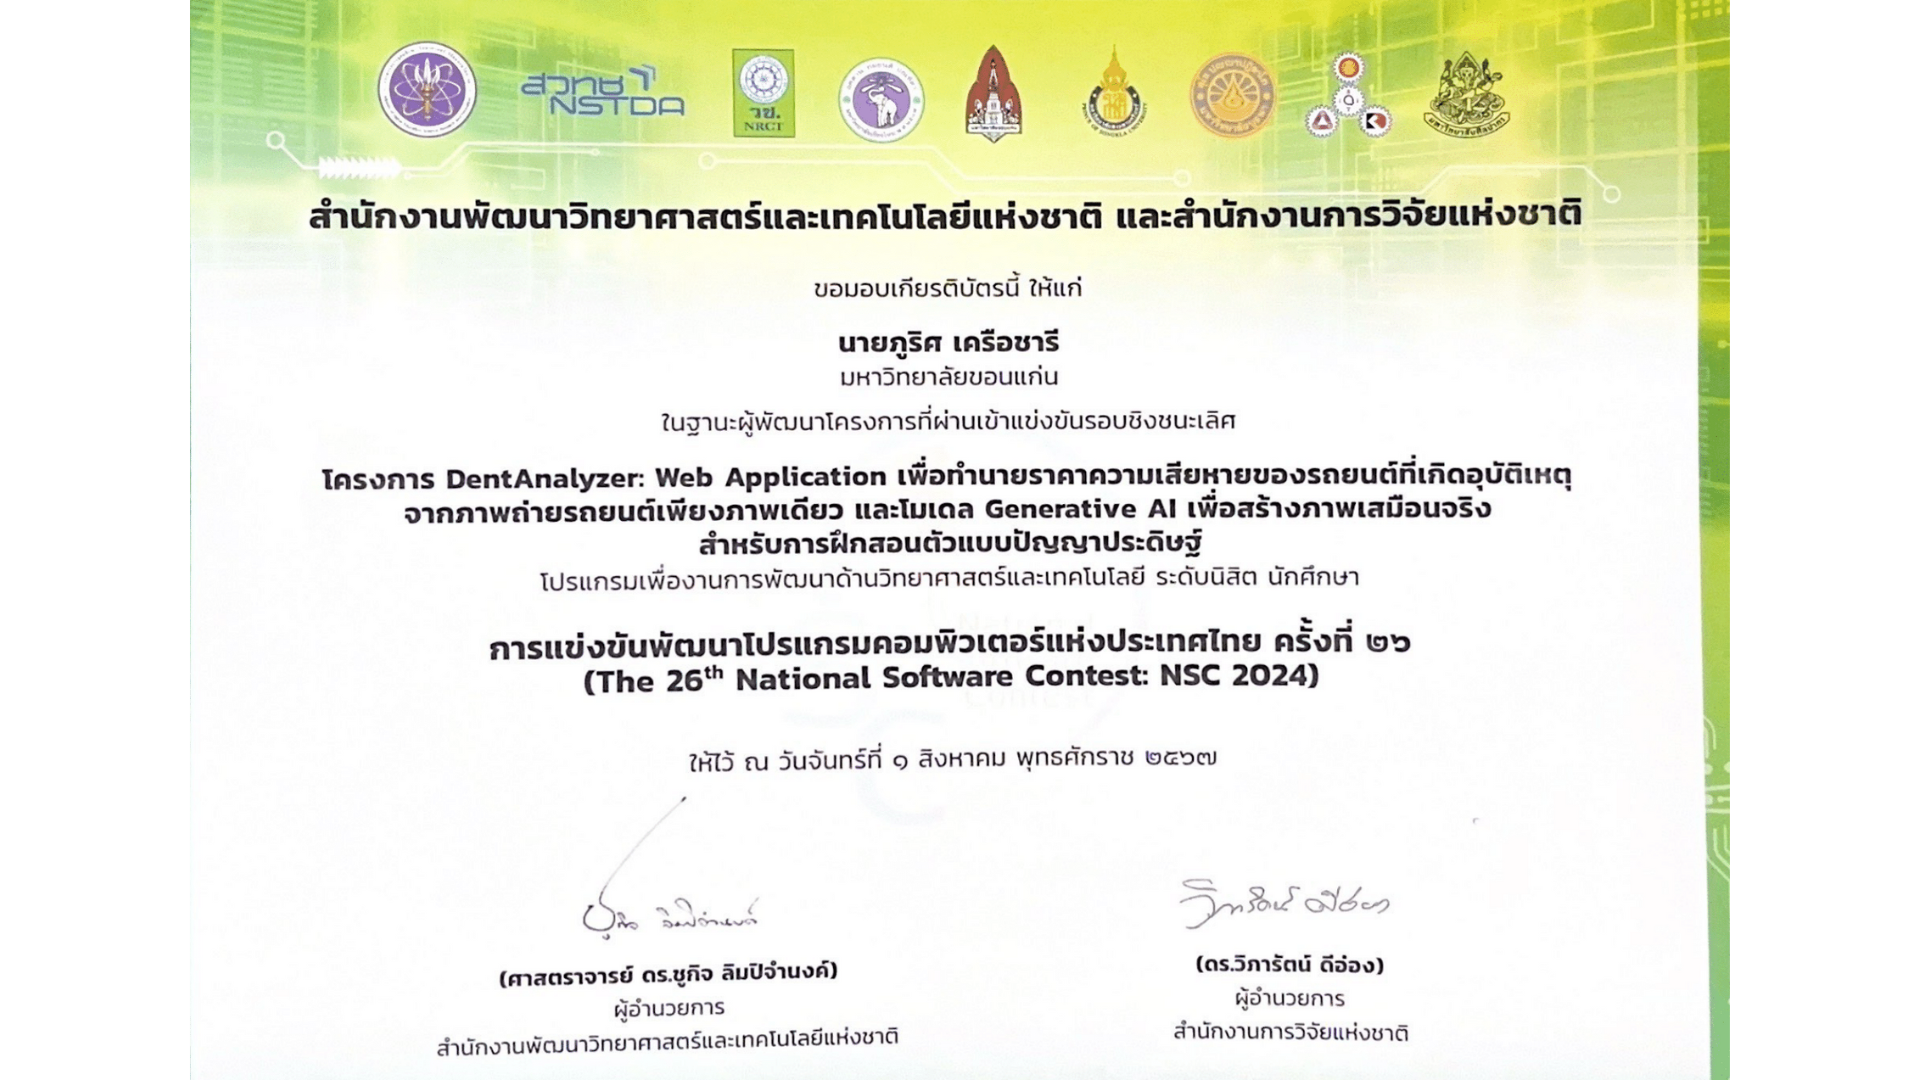 สวทช
NSTDA
วช.
NRCT
PRINCE OF SONGKLA UNIVERSITY
มหาวิทยาลัยศิลปากร
สำนักงานพัฒนาวิทยาศาสตร์และเทคโนโลยีแห่งชาติ และสำนักงานการวิจัยแห่งชาติ
ขอมอบเกียรติบัตรนี้ ให้แก่
นายภูริศ เครือชารี
มหาวิทยาลัยขอนแก่น
ในฐานะผู้พัฒนาโครงการที่ผ่านเข้าแข่งขันรอบชิงชนะเลิศ
โครงการ DentAnalyzer: Web Application เพื่อทำนายราคาความเสียหายของรถยนต์ที่เกิดอุบัติเหตุ
จากภาพถ่ายรถยนต์เพียงภาพเดียว และโมเดล Generative AI เพื่อสร้างภาพเสมือนจริง
สำหรับการฝึกสอนตัวแบบปัญญาประดิษฐ์
โปรแกรมเพื่องานการพัฒนาด้านวิทยาศาสตร์และเทคโนโลยี ระดับนิสิต นักศึกษา
การแข่งขันพัฒนาโปรแกรมคอมพิวเตอร์แห่งประเทศไทย ครั้งที่ ๒๖
(The 26th National Software Contest: NSC 2024)
ให้ไว้ ณ วันจันทร์ที่ ๑ สิงหาคม พุทธศักราช ๒๕๖๗
ชูกิจ ลิมปิจำนงค์
วิภารัตน์ ดีอ่อง
(ศาสตราจารย์ ดร.ชูกิจ ลิมปิจำนงค์)
ผู้อำนวยการ
สำนักงานพัฒนาวิทยาศาสตร์และเทคโนโลยีแห่งชาติ
(ดร.วิภารัตน์ ดีอ่อง)
ผู้อำนวยการ
สำนักงานการวิจัยแห่งชาติ